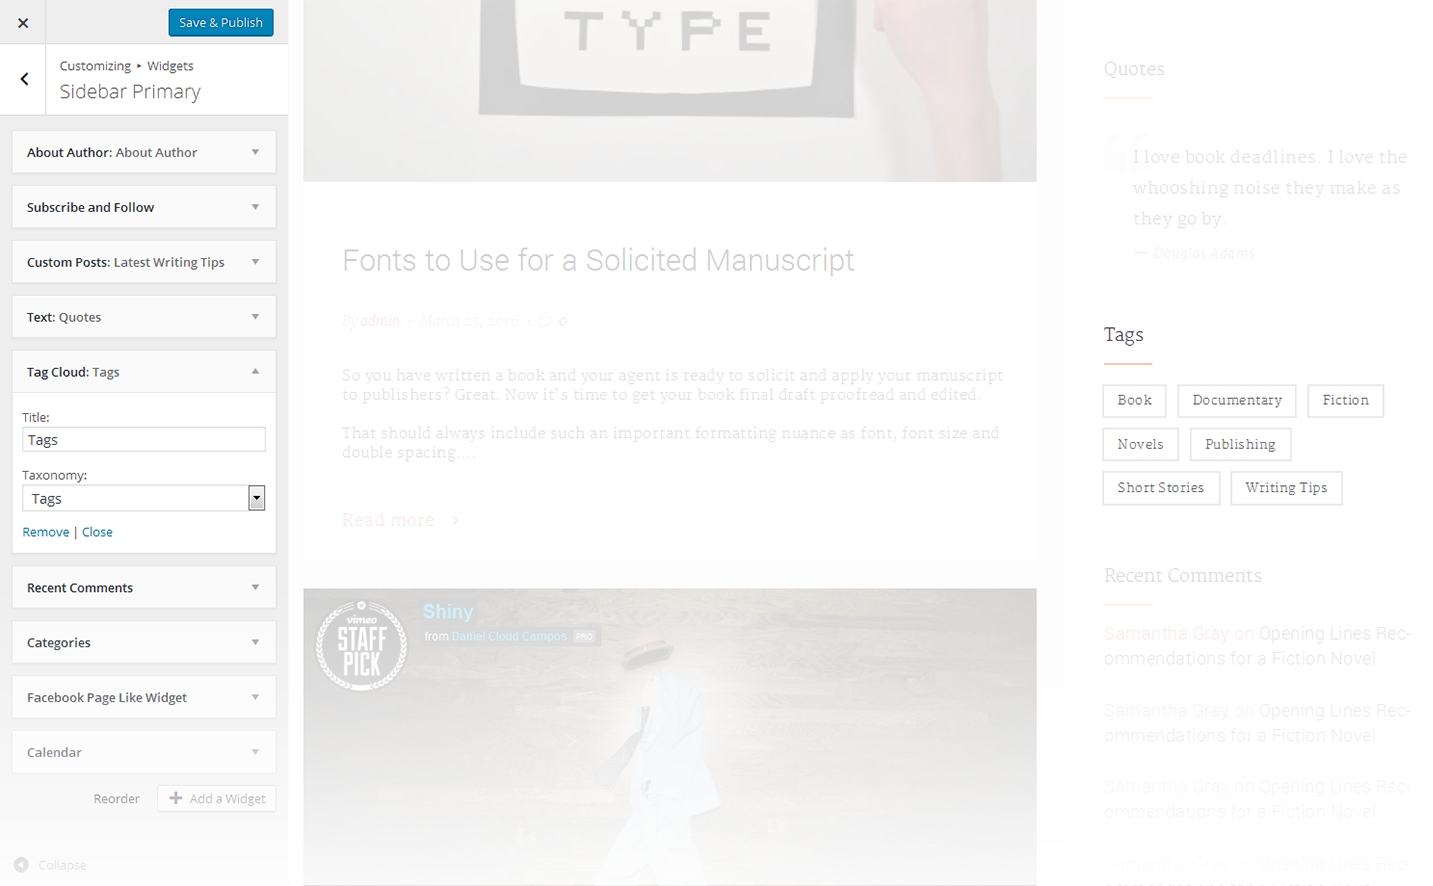 Save & Publish
Customizing ▸ Widgets
Sidebar Primary
About Author: About Author
Subscribe and Follow
Custom Posts: Latest Writing Tips
Text: Quotes
Tag Cloud: Tags
Title:
Tags
Taxonomy:
Tags
Remove | Close
Recent Comments
Categories
Facebook Page Like Widget
Calendar
Reorder
Add a Widget
Collapse
TYPE
Fonts to Use for a Solicited Manuscript
By admin · March 25, 2016 · 0
So you have written a book and your agent is ready to solicit and apply your manuscript
to publishers? Great. Now it's time to get your book final draft proofread and edited.
That should always include such an important formatting nuance as font, font size and
double spacing....
Read more
vimeo
STAFF
PICK
Shiny
from Daniel Cloud Campos PRO
Quotes
I love book deadlines. I love the
whooshing noise they make as
they go by.
— Douglas Adams
Tags
Book Documentary Fiction
Novels Publishing
Short Stories Writing Tips
Recent Comments
Samantha Gray on Opening Lines Rec-
ommendations for a Fiction Novel
Samantha Gray on Opening Lines Rec-
ommendations for a Fiction Novel
Samantha Gray on Opening Lines Rec-
ommendations for a Fiction Novel
Samantha Gray on Opening Lines Rec-